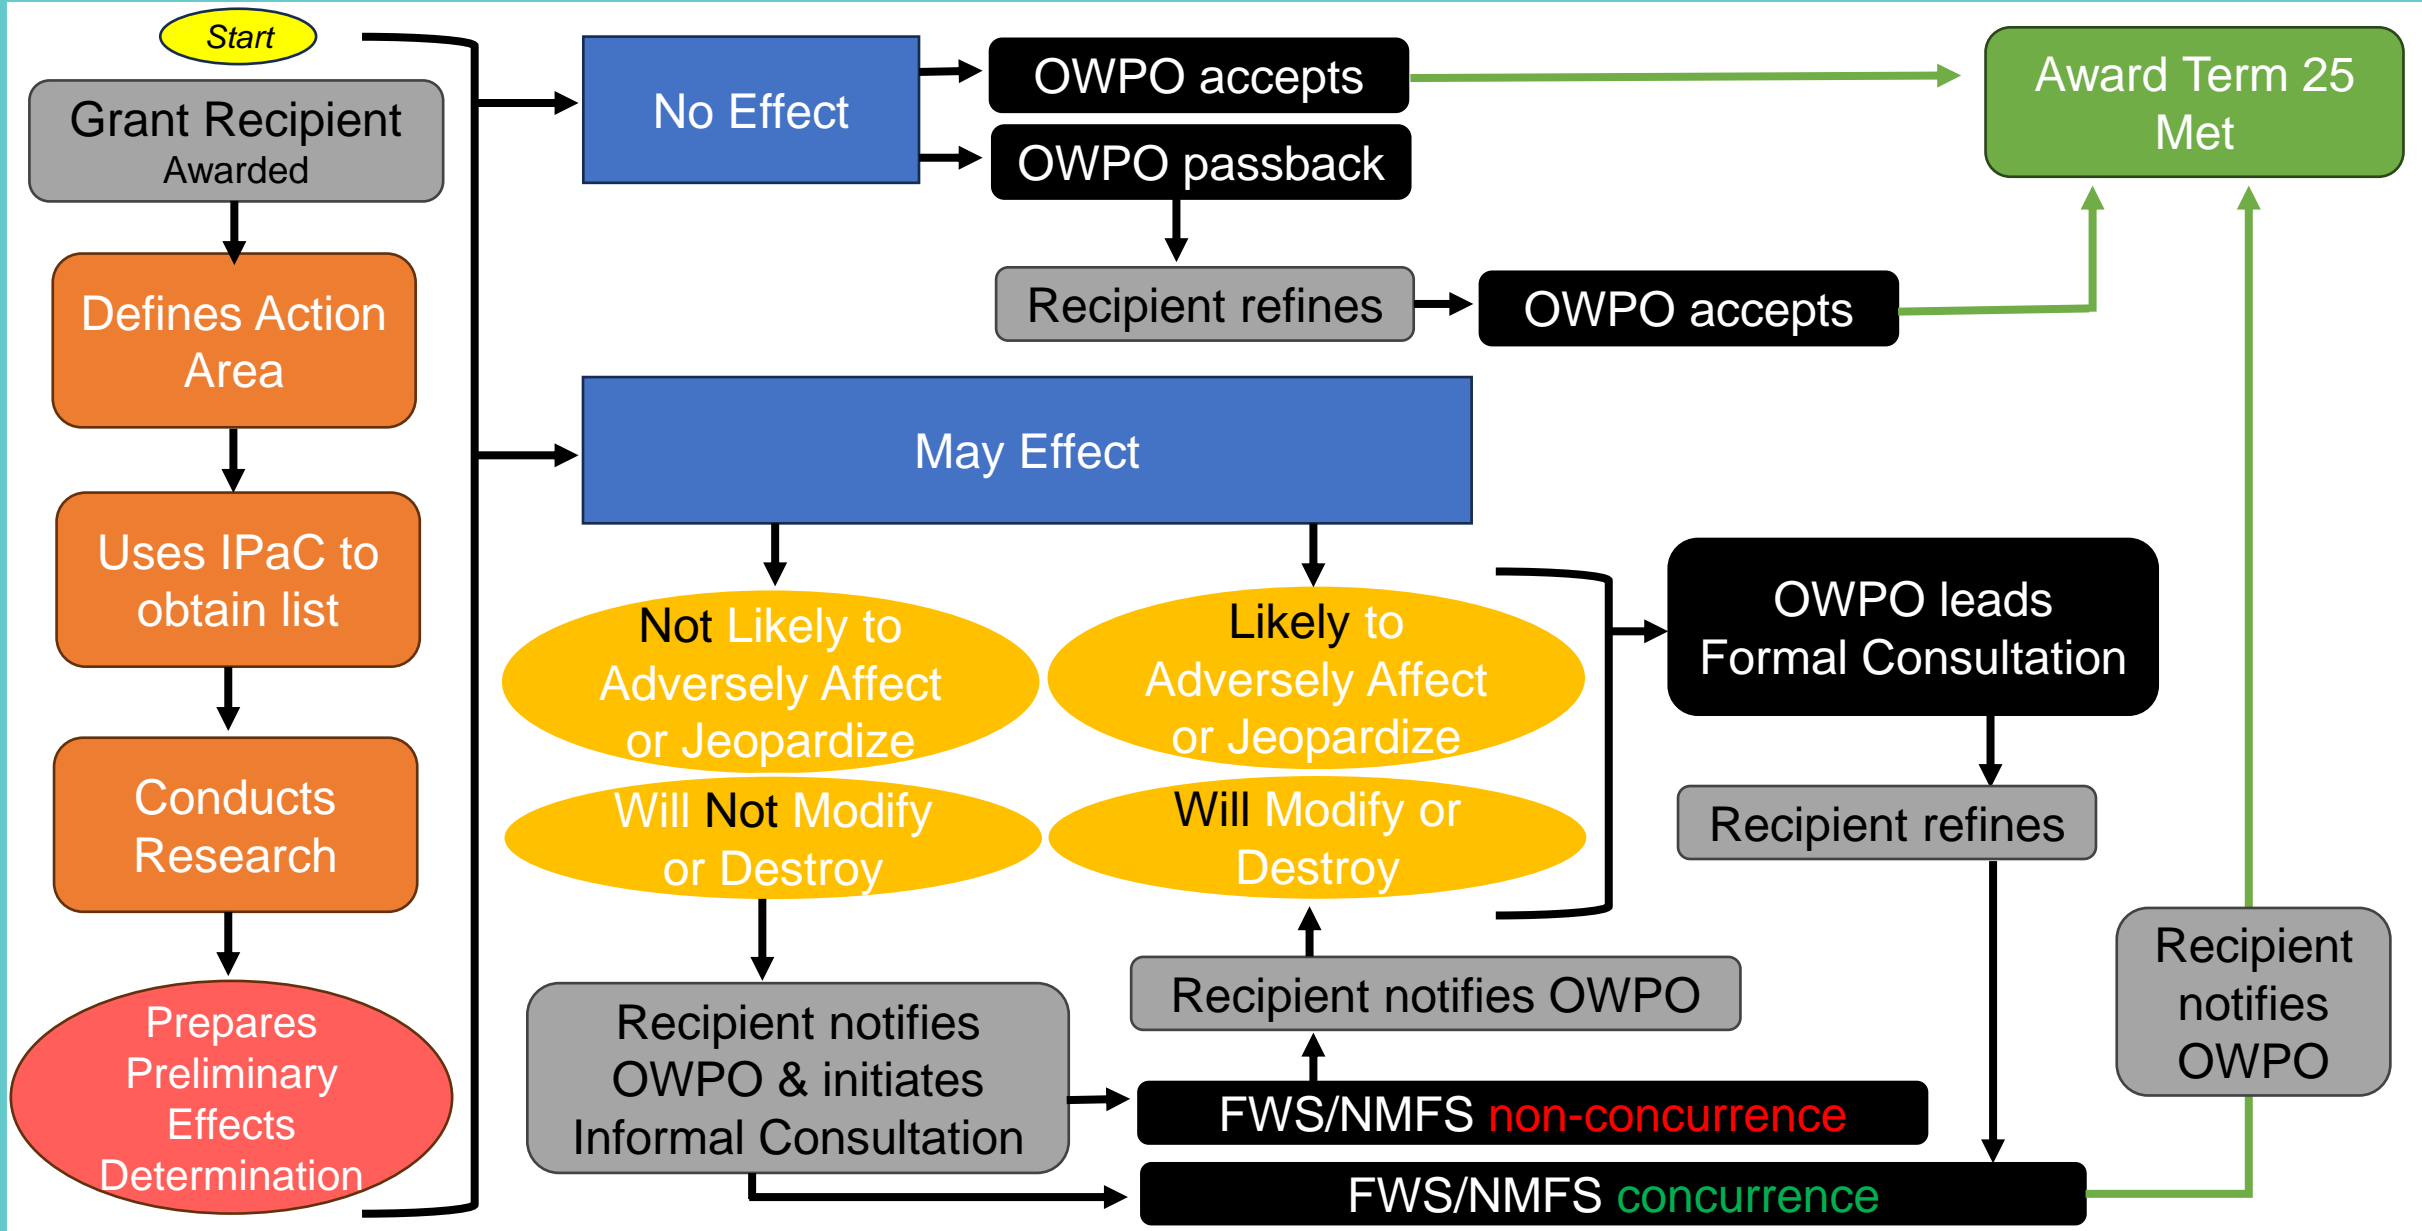 Start
Grant Recipient
Awarded
Defines Action
Area
Uses IPaC to
obtain list
Conducts
Research
Prepares
Preliminary
Effects
Determination
No Effect
OWPO accepts
OWPO passback
Recipient refines
OWPO accepts
Award Term 25
Met
May Effect
Not Likely to
Adversely Affect
or Jeopardize
Will Not Modify
or Destroy
Likely to
Adversely Affect
or Jeopardize
Will Modify or
Destroy
OWPO leads
Formal Consultation
Recipient refines
Recipient notifies
OWPO & initiates
Informal Consultation
Recipient notifies OWPO
FWS/NMFS non-concurrence
FWS/NMFS concurrence
Recipient
notifies
OWPO